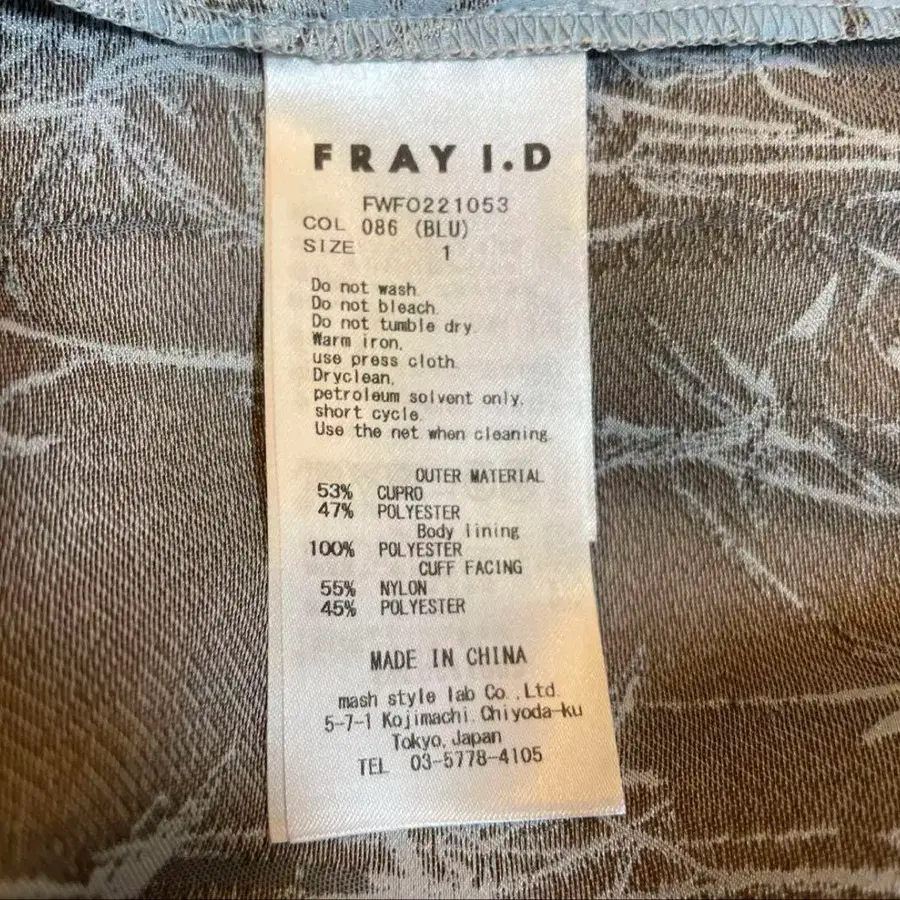 FRAY I.D
FWFO221053
COL 086 (BLU)
SIZE 1
Do not wash.
Do not bleach.
Do not tumble dry.
Warm iron,
use press cloth.
Dryclean,
petroleum solvent only,
short cycle.
Use the net when cleaning.
OUTER MATERIAL
53% CUPRO
47% POLYESTER
Body lining
100% POLYESTER
CUFF FACING
55% NYLON
45% POLYESTER
MADE IN CHINA
mash style lab Co.,Ltd.
5-7-1 Kojimachi, Chiyoda-ku
Tokyo, Japan
TEL 03-5778-4105